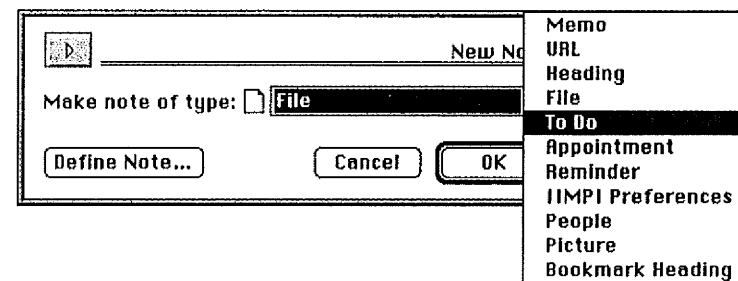 New No
Make note of type: File
Define Note... Cancel OK
Memo
URL
Heading
File
To Do
Appointment
Reminder
IIMPI Preferences
People
Picture
Bookmark Heading